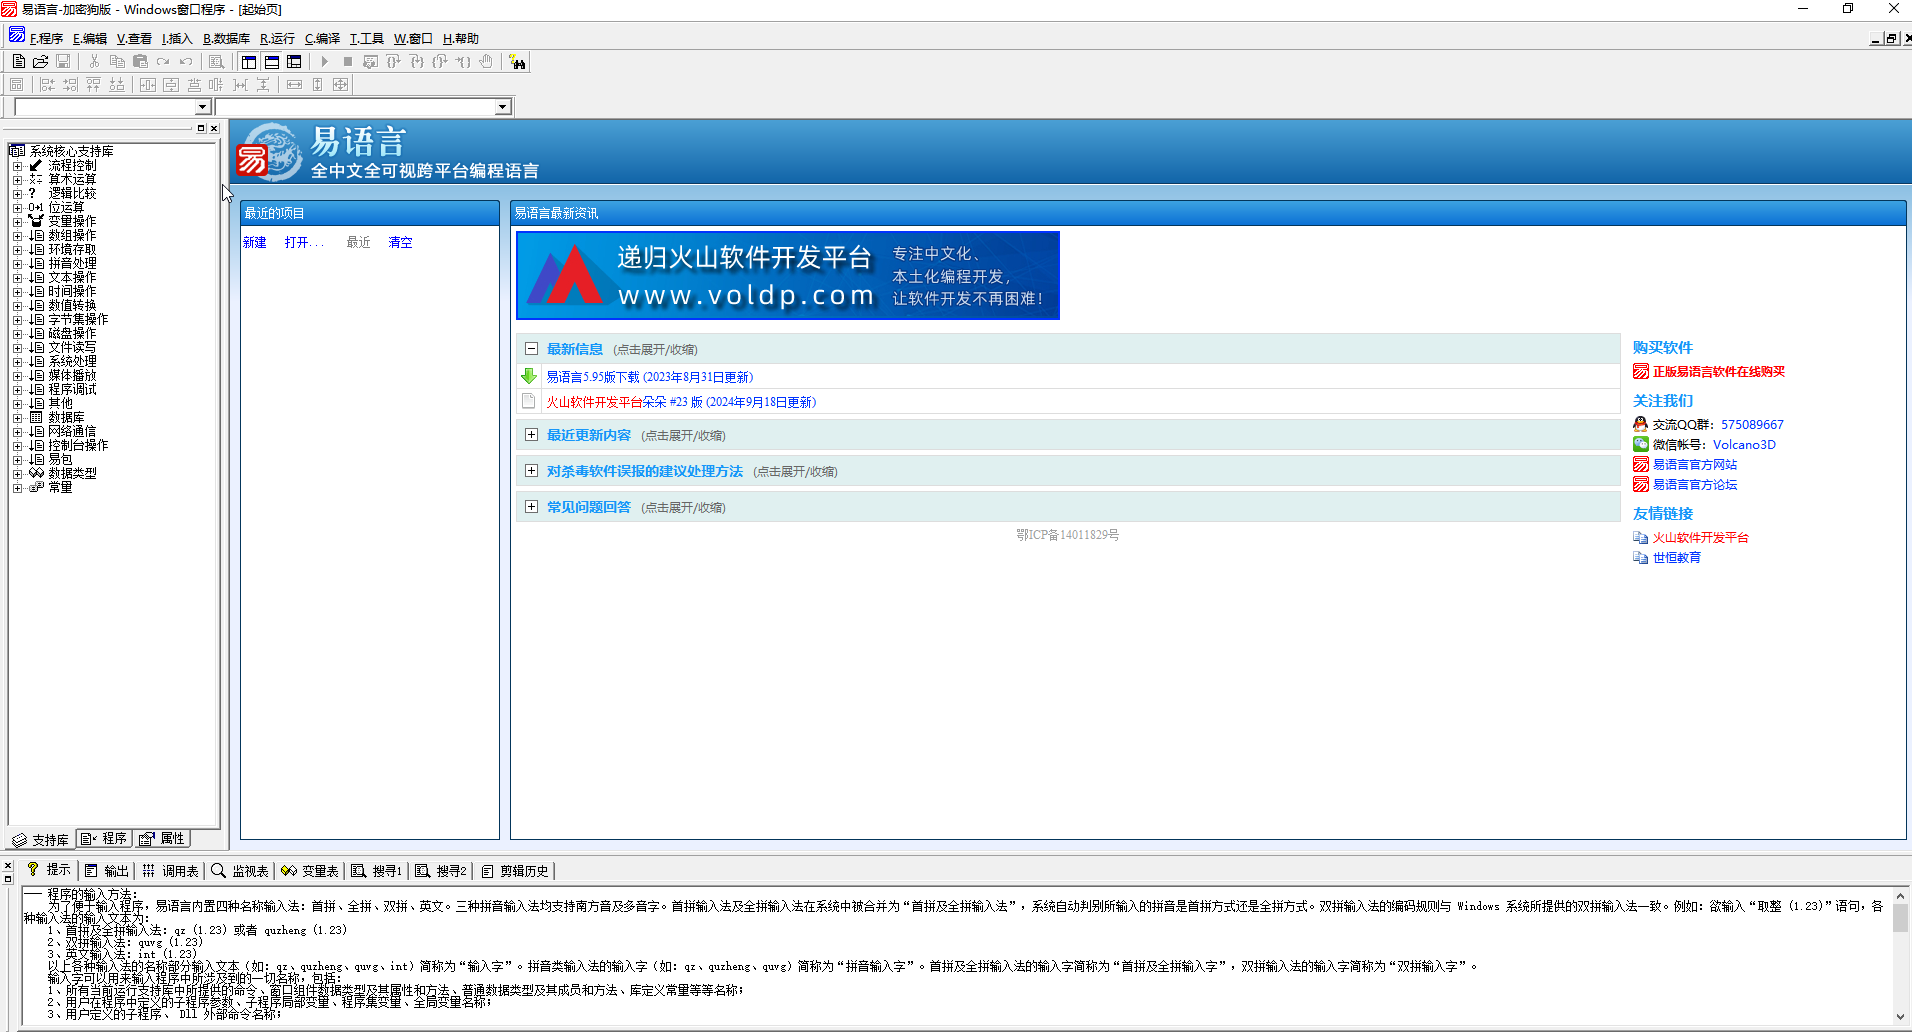 易语言-加密狗版 - Windows窗口程序 - [起始页]
F.程序 E.编辑 V.查看 I.插入 B.数据库 R.运行 C.编译 T.工具 W.窗口 H.帮助
系统核心支持库
流程控制
算术运算
逻辑比较
位运算
变量操作
数组操作
环境存取
拼音处理
文本操作
时间操作
数值转换
字节集操作
磁盘操作
文件读写
系统处理
媒体播放
程序调试
其他
数据库
网络通信
控制台操作
易包
数据类型
常量
支持库 程序 属性
易
易语言
全中文全可视跨平台编程语言
最近的项目
新建 打开... 最近 清空
易语言最新资讯
递归火山软件开发平台
www.voldp.com
专注中文化、
本土化编程开发,
让软件开发不再困难!
最新信息 (点击展开/收缩)
易语言5.95版下载 (2023年8月31日更新)
火山软件开发平台朵朵 #23 版 (2024年9月18日更新)
最近更新内容 (点击展开/收缩)
对杀毒软件误报的建议处理方法 (点击展开/收缩)
常见问题回答 (点击展开/收缩)
鄂ICP备14011829号
购买软件
正版易语言软件在线购买
关注我们
交流QQ群：575089667
微信帐号：Volcano3D
易语言官方网站
易语言官方论坛
友情链接
火山软件开发平台
世恒教育
提示 输出 调用表 监视表 变量表 搜寻1 搜寻2 剪辑历史
── 程序的输入方法：
为了便于输入程序，易语言内置四种名称输入法：首拼、全拼、双拼、英文。三种拼音输入法均支持南方音及多音字。首拼输入法及全拼输入法在系统中被合并为“首拼及全拼输入法”，系统自动判别所输入的拼音是首拼方式还是全拼方式。双拼输入法的编码规则与 Windows 系统所提供的双拼输入法一致。例如：欲输入“取整 (1.23)”语句，各
种输入法的输入文本为：
1、首拼及全拼输入法：qz (1.23) 或者 quzheng (1.23)
2、双拼输入法：quvg (1.23)
3、英文输入法：int (1.23)
以上各种输入法的名称部分输入文本（如：qz、quzheng、quvg、int）简称为“输入字”。拼音类输入法的输入字（如：qz、quzheng、quvg）简称为“拼音输入字”。首拼及全拼输入法的输入字简称为“首拼及全拼输入字”，双拼输入法的输入字简称为“双拼输入字”。
输入字可以用来输入程序中所涉及到的一切名称，包括：
1、所有当前运行支持库中所提供的命令、窗口组件数据类型及其属性和方法、普通数据类型及其成员和方法、库定义常量等等名称；
2、用户在程序中定义的子程序参数、子程序局部变量、程序集变量、全局变量名称；
3、用户定义的子程序、 Dll 外部命令名称；